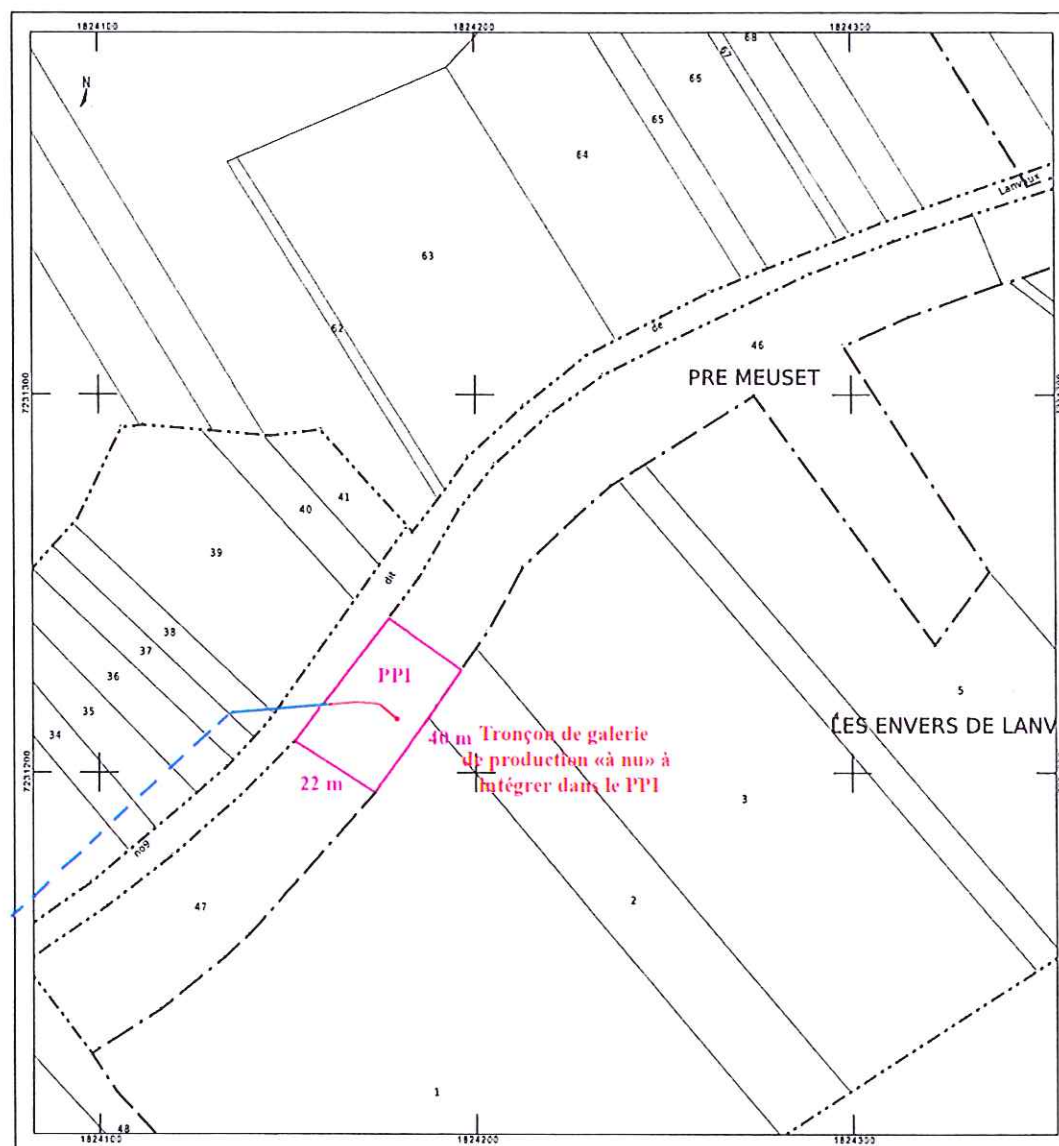 1824100
1824200
1824300
N
68
67
66
65
64
Lanvaux
63
62
de
46
7231300
PRE MEUSET
41
40
39
dit
38
37
36
35
34
PPI
5
LES ENVERS DE LANV
40 m
Tronçon de galerie
de production «à nu» à
intégrer dans le PPI
22 m
7231200
3
47
2
1
48
1824100
1824200
1824300